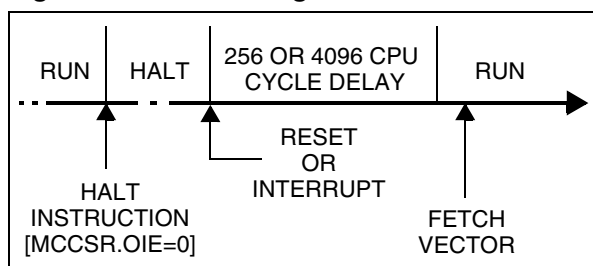 RUN
HALT
256 OR 4096 CPU
CYCLE DELAY
RUN
RESET
OR
INTERRUPT
HALT
INSTRUCTION
[MCCSR.OIE=0]
FETCH
VECTOR